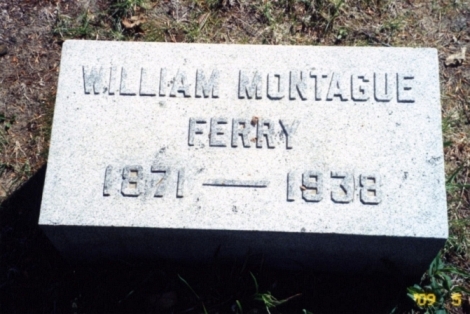 WILLIAM MONTAGUE
FERRY
1871 — 1938
'09 5